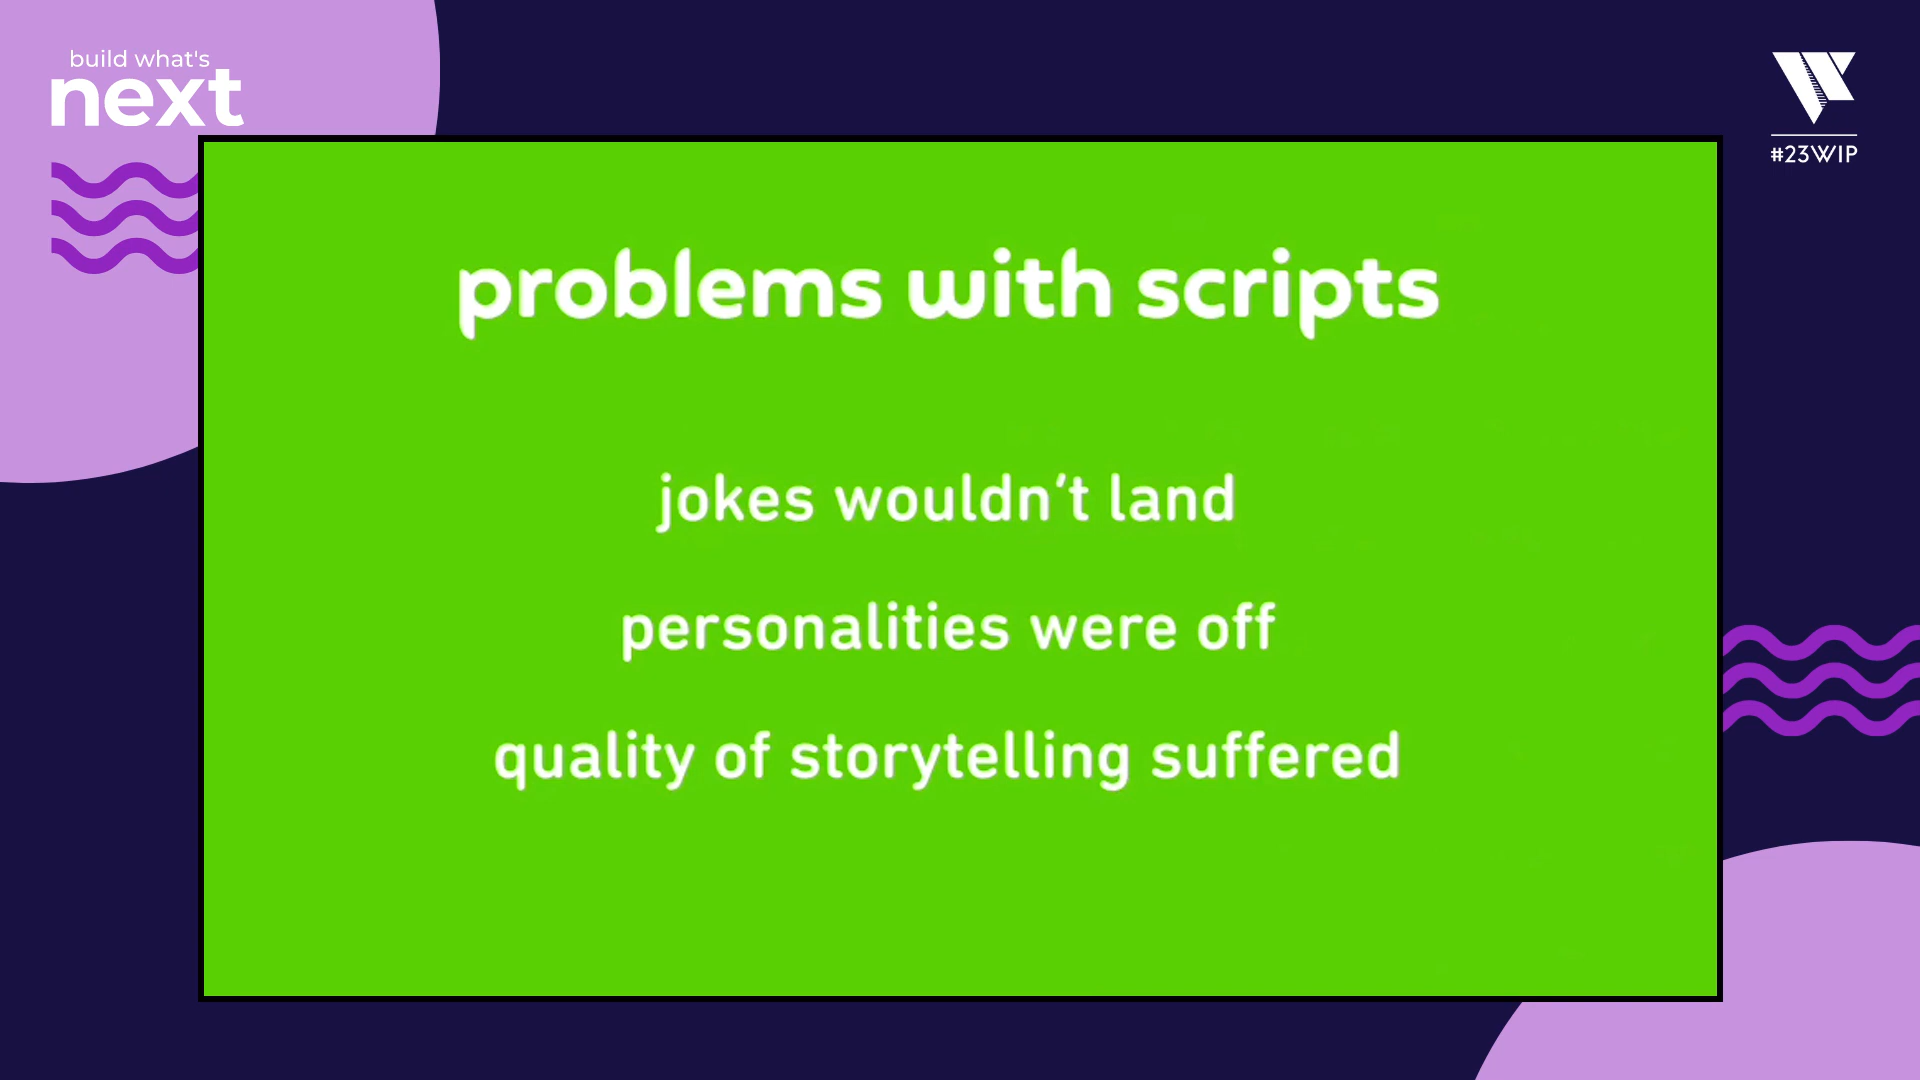 build what's
next
#23WIP
problems with scripts
jokes wouldn't land
personalities were off
quality of storytelling suffered